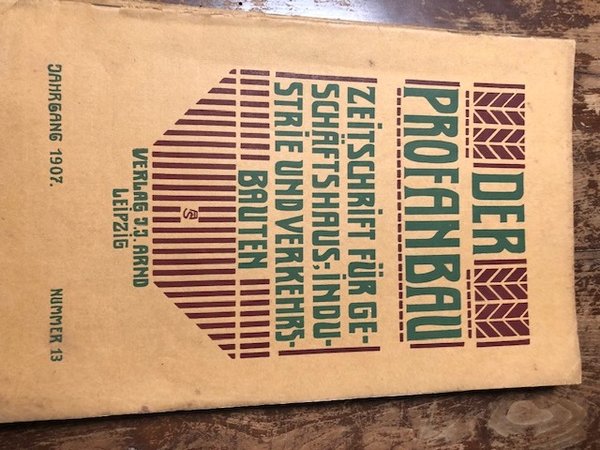 DER
PROFANBAU
ZEITSCHRIFT FÜR GE-
SCHÄFTSHAUS-, INDU-
STRIE UND VERKEHRS-
BAUTEN
VERLAG J.J. ARND
LEIPZIG
JAHRGANG 1907. NUMMER 13